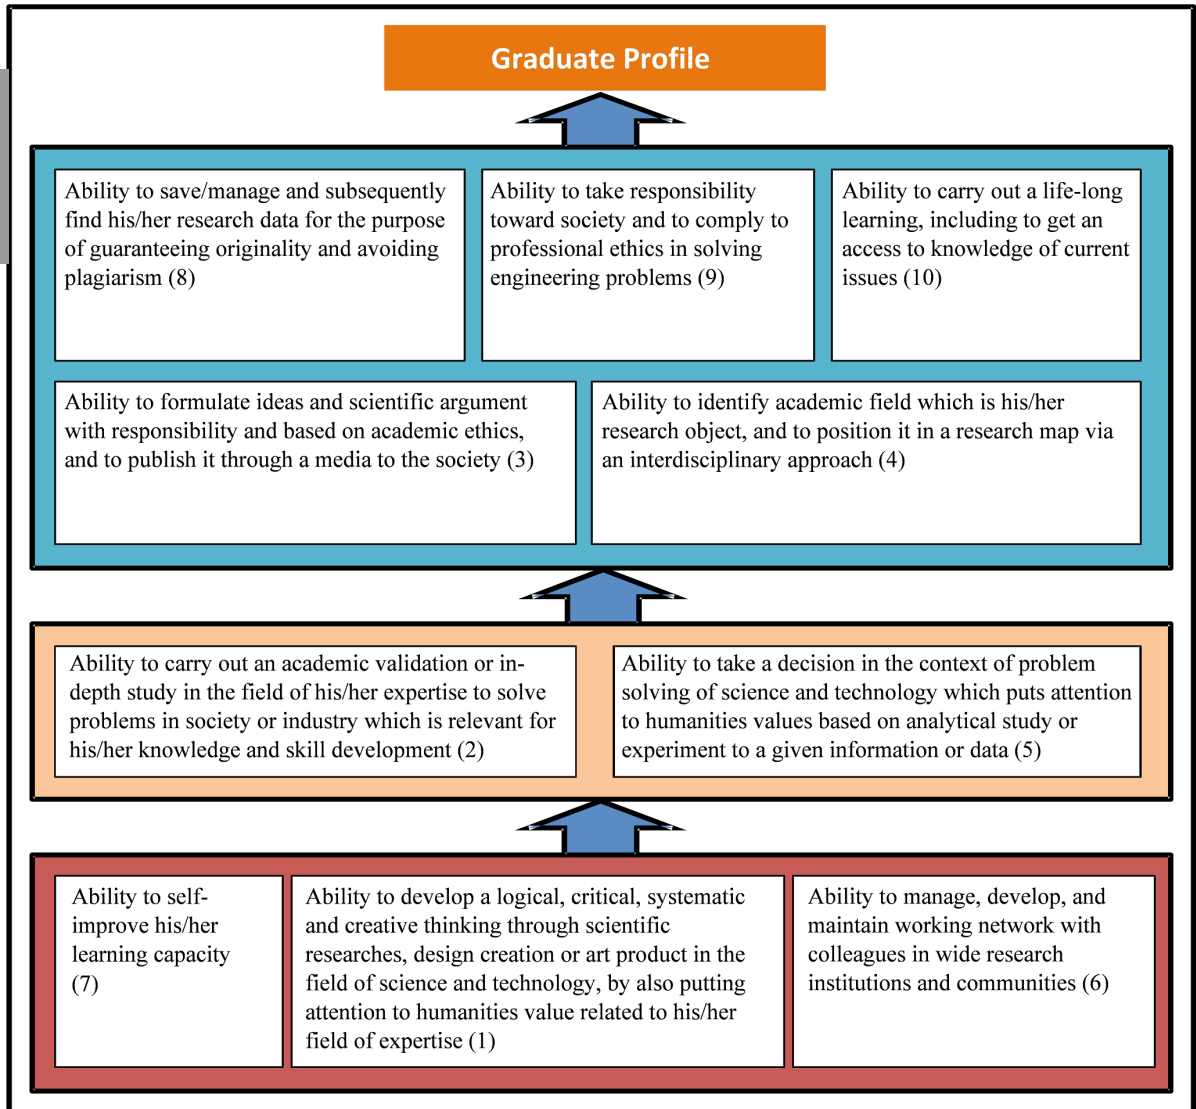 Graduate Profile
Ability to save/manage and subsequently
find his/her research data for the purpose
of guaranteeing originality and avoiding
plagiarism (8)
Ability to take responsibility
toward society and to comply to
professional ethics in solving
engineering problems (9)
Ability to carry out a life-long
learning, including to get an
access to knowledge of current
issues (10)
Ability to formulate ideas and scientific argument
with responsibility and based on academic ethics,
and to publish it through a media to the society (3)
Ability to identify academic field which is his/her
research object, and to position it in a research map via
an interdisciplinary approach (4)
Ability to carry out an academic validation or in-
depth study in the field of his/her expertise to solve
problems in society or industry which is relevant for
his/her knowledge and skill development (2)
Ability to take a decision in the context of problem
solving of science and technology which puts attention
to humanities values based on analytical study or
experiment to a given information or data (5)
Ability to self-
improve his/her
learning capacity
(7)
Ability to develop a logical, critical, systematic
and creative thinking through scientific
researches, design creation or art product in the
field of science and technology, by also putting
attention to humanities value related to his/her
field of expertise (1)
Ability to manage, develop, and
maintain working network with
colleagues in wide research
institutions and communities (6)